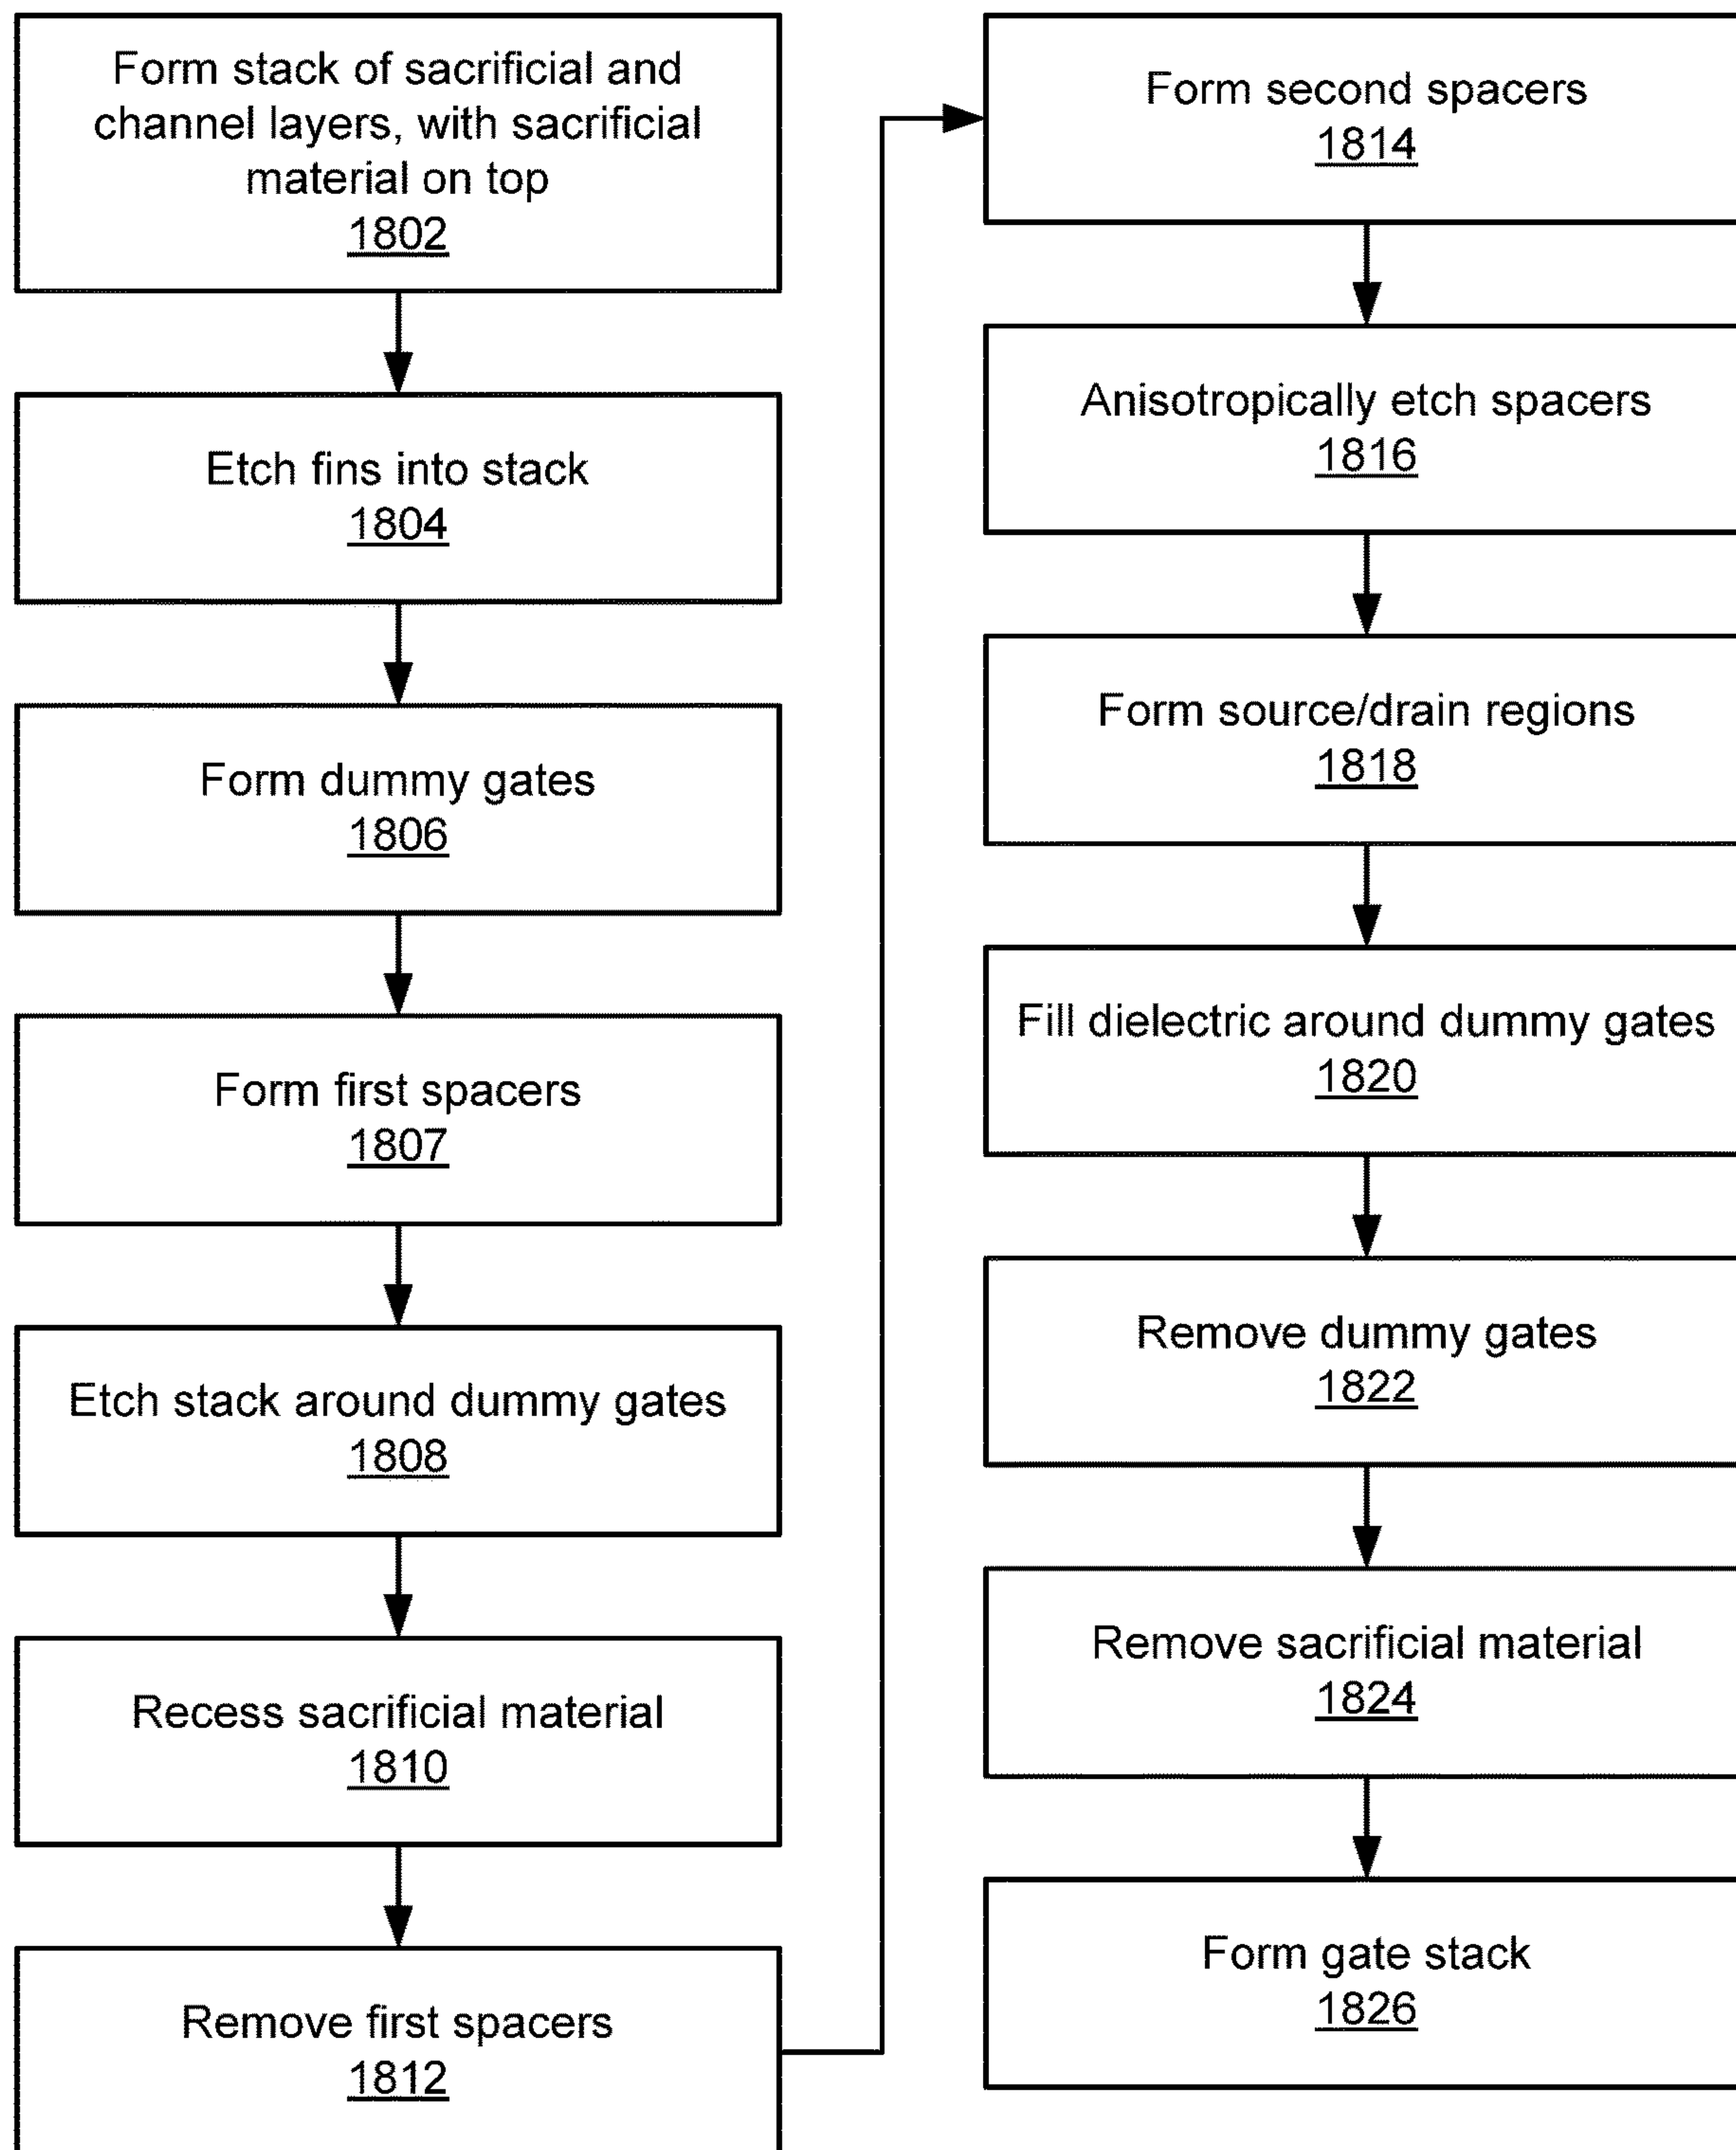 Form stack of sacrificial and
channel layers, with sacrificial
material on top
1802
Etch fins into stack
1804
Form dummy gates
1806
Form first spacers
1807
Etch stack around dummy gates
1808
Recess sacrificial material
1810
Remove first spacers
1812
Form second spacers
1814
Anisotropically etch spacers
1816
Form source/drain regions
1818
Fill dielectric around dummy gates
1820
Remove dummy gates
1822
Remove sacrificial material
1824
Form gate stack
1826